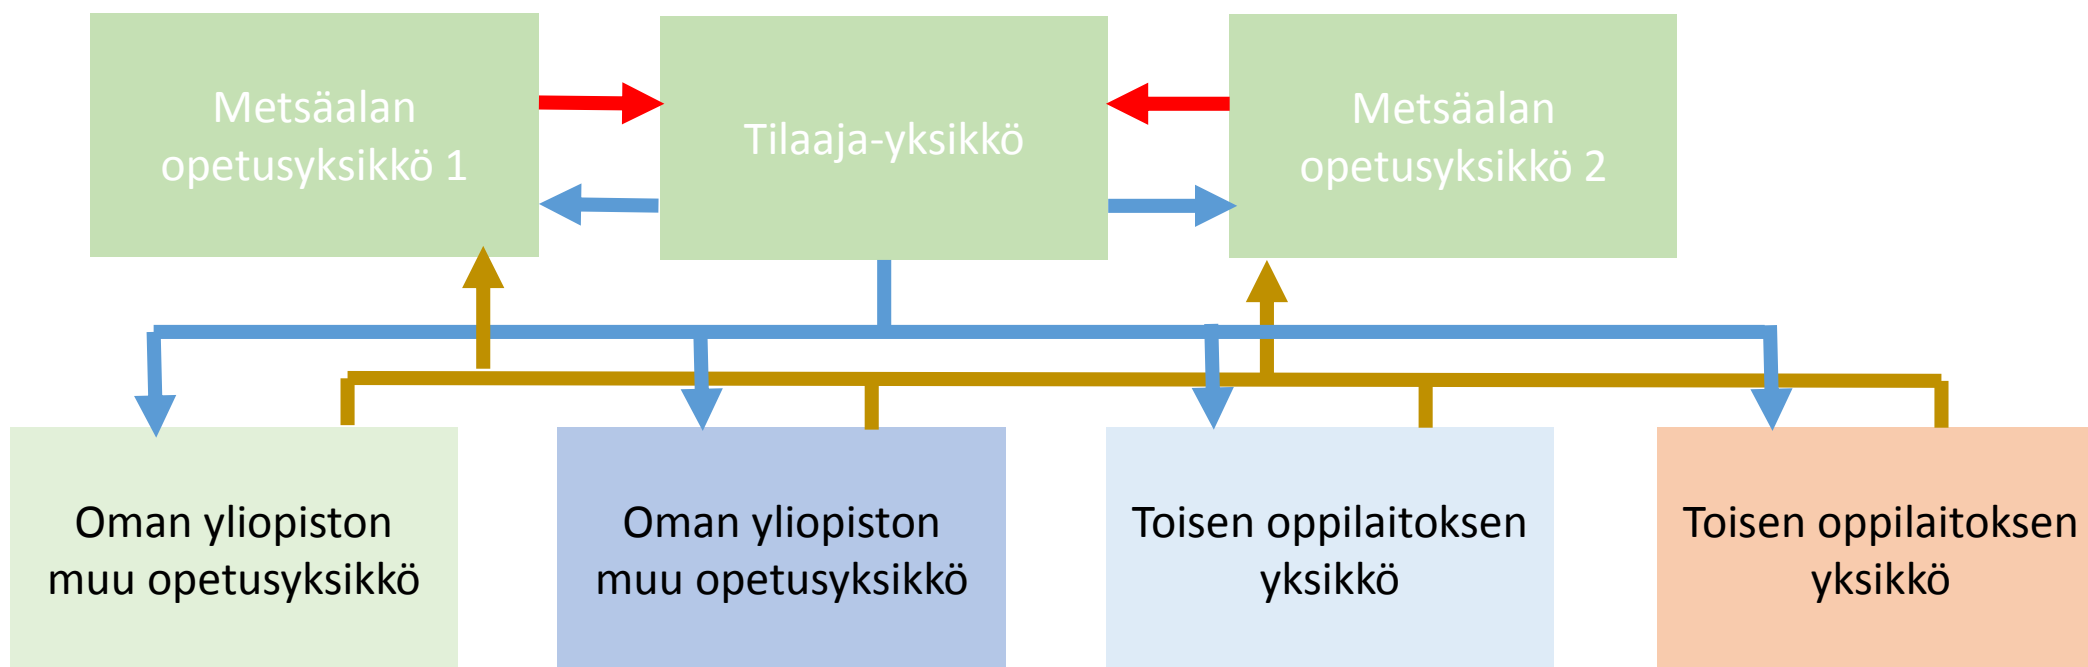 Metsäalan
opetusyksikkö 1
Tilaaja-yksikkö
Metsäalan
opetusyksikkö 2
Oman yliopiston
muu opetusyksikkö
Oman yliopiston
muu opetusyksikkö
Toisen oppilaitoksen
yksikkö
Toisen oppilaitoksen
yksikkö